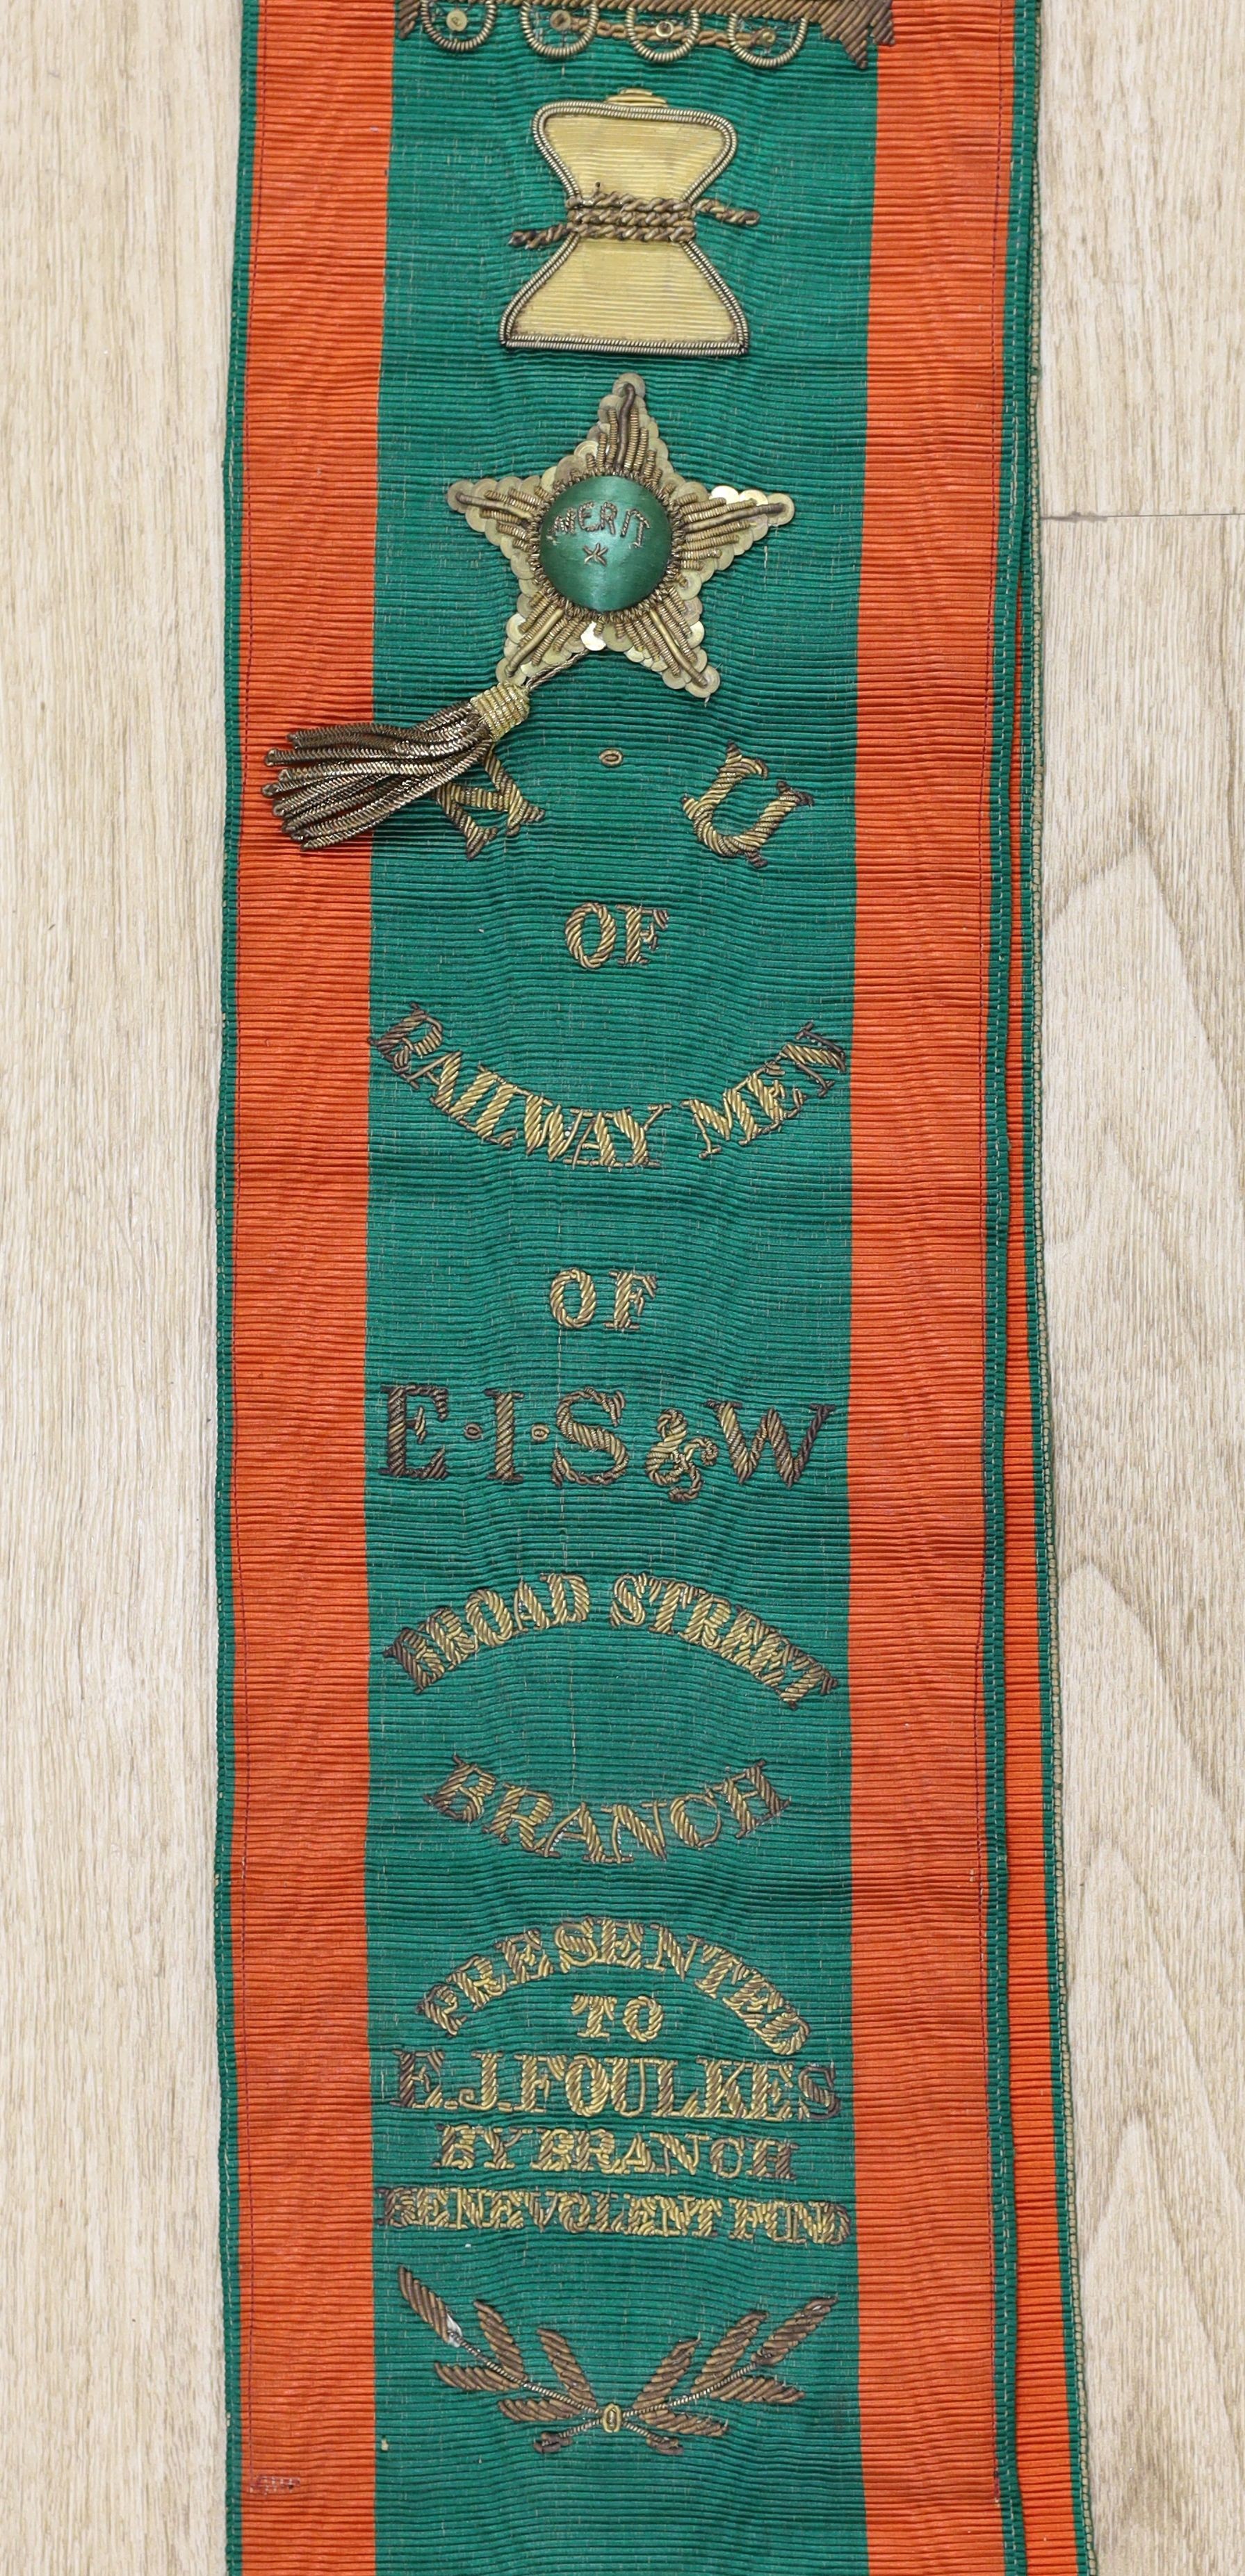 MERIT
U
OF
RAILWAY MEN
OF
E·I·S&W
BROAD STREET
BRANCH
PRESENTED
TO
E.J.FOULKES
BY BRANCH
BENEVOLENT FUND